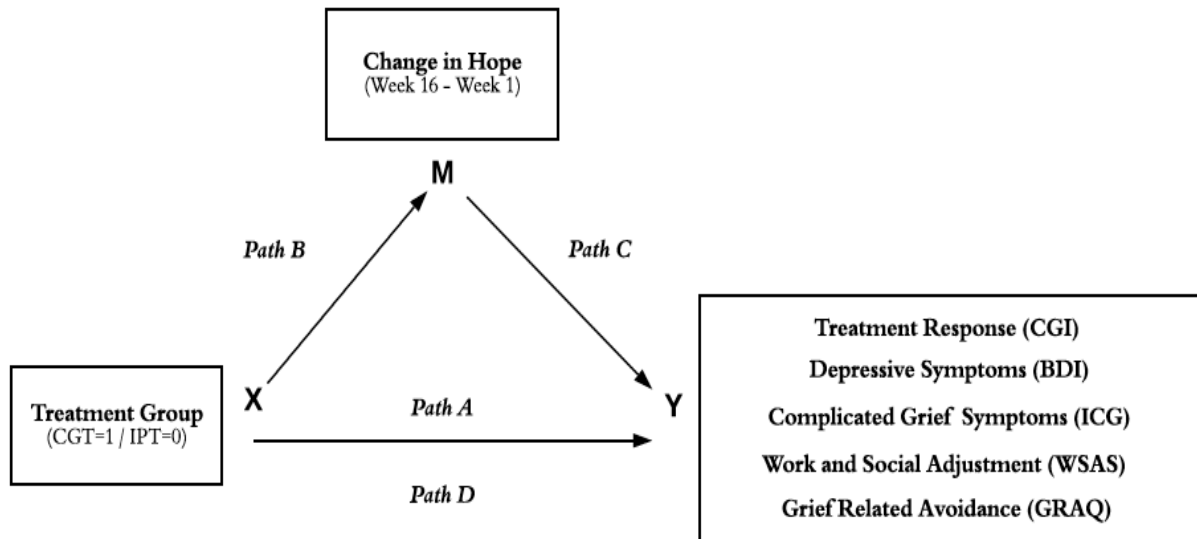 Change in Hope
(Week 16 - Week 1)
M
Path B
Path C
Treatment Group
(CGT=1 / IPT=0)
X
Path A
Y
Path D
Treatment Response (CGI)
Depressive Symptoms (BDI)
Complicated Grief Symptoms (ICG)
Work and Social Adjustment (WSAS)
Grief Related Avoidance (GRAQ)